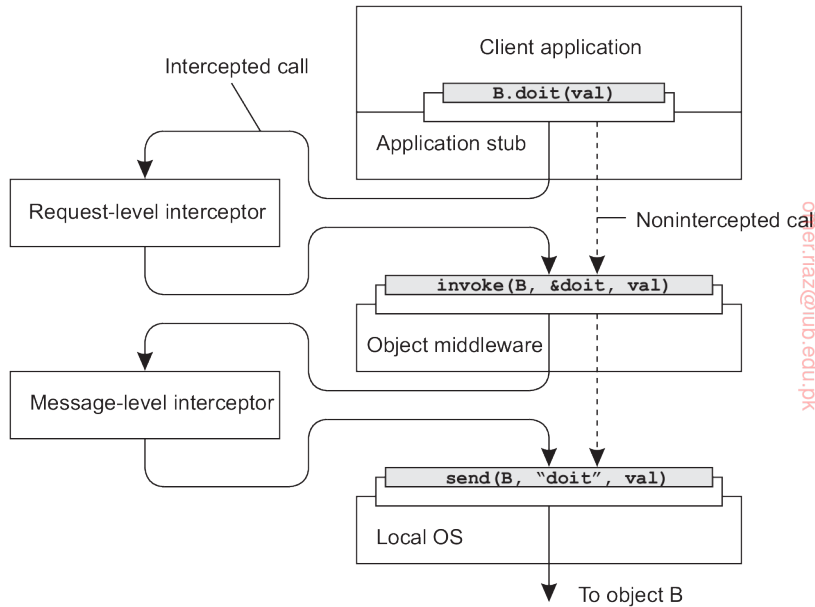 Client application
Intercepted call
B.doit(val)
Application stub
Request-level interceptor
Nonintercepted call
invoke(B, &doit, val)
Object middleware
Message-level interceptor
send(B, “doit”, val)
Local OS
To object B